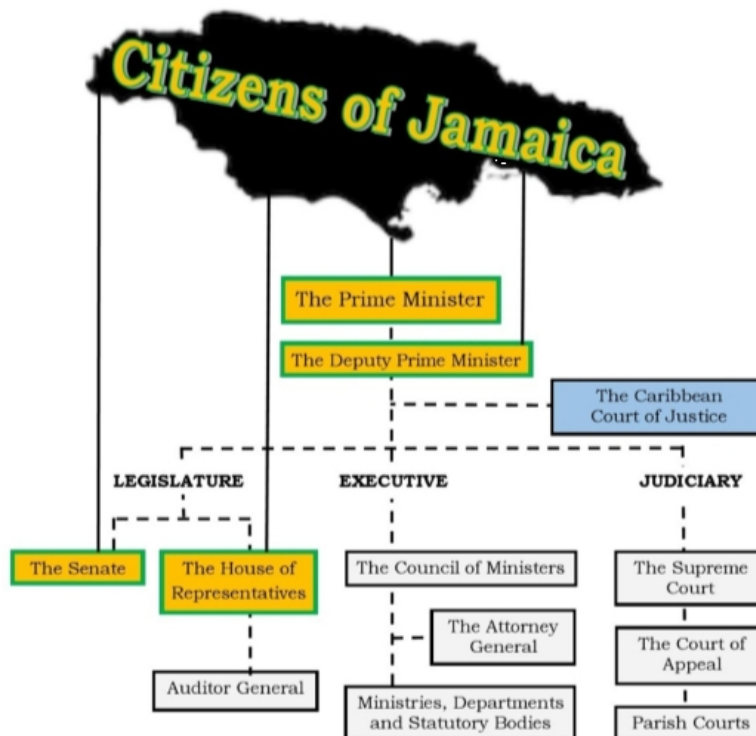 Citizens of Jamaica
The Prime Minister
The Deputy Prime Minister
The Caribbean
Court of Justice
LEGISLATURE
EXECUTIVE
JUDICIARY
The Senate
The House of
Representatives
The Council of Ministers
The Supreme
Court
The Attorney
General
The Court of
Appeal
Auditor General
Ministries, Departments
and Statutory Bodies
Parish Courts